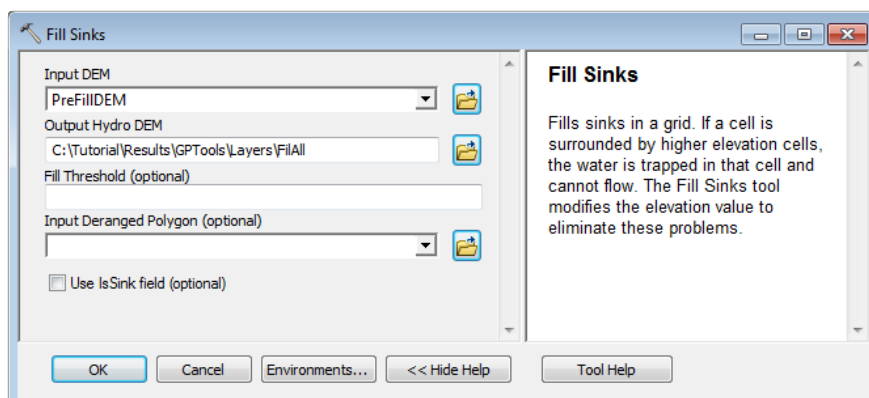 Fill Sinks
Input DEM
PreFillDEM
Output Hydro DEM
C:\Tutorial\Results\GPTools\Layers\FilAll
Fill Threshold (optional)
Input Deranged Polygon (optional)
Use IsSink field (optional)
OK
Cancel
Environments...
<< Hide Help
Fill Sinks
Fills sinks in a grid. If a cell is
surrounded by higher elevation cells,
the water is trapped in that cell and
cannot flow. The Fill Sinks tool
modifies the elevation value to
eliminate these problems.
Tool Help